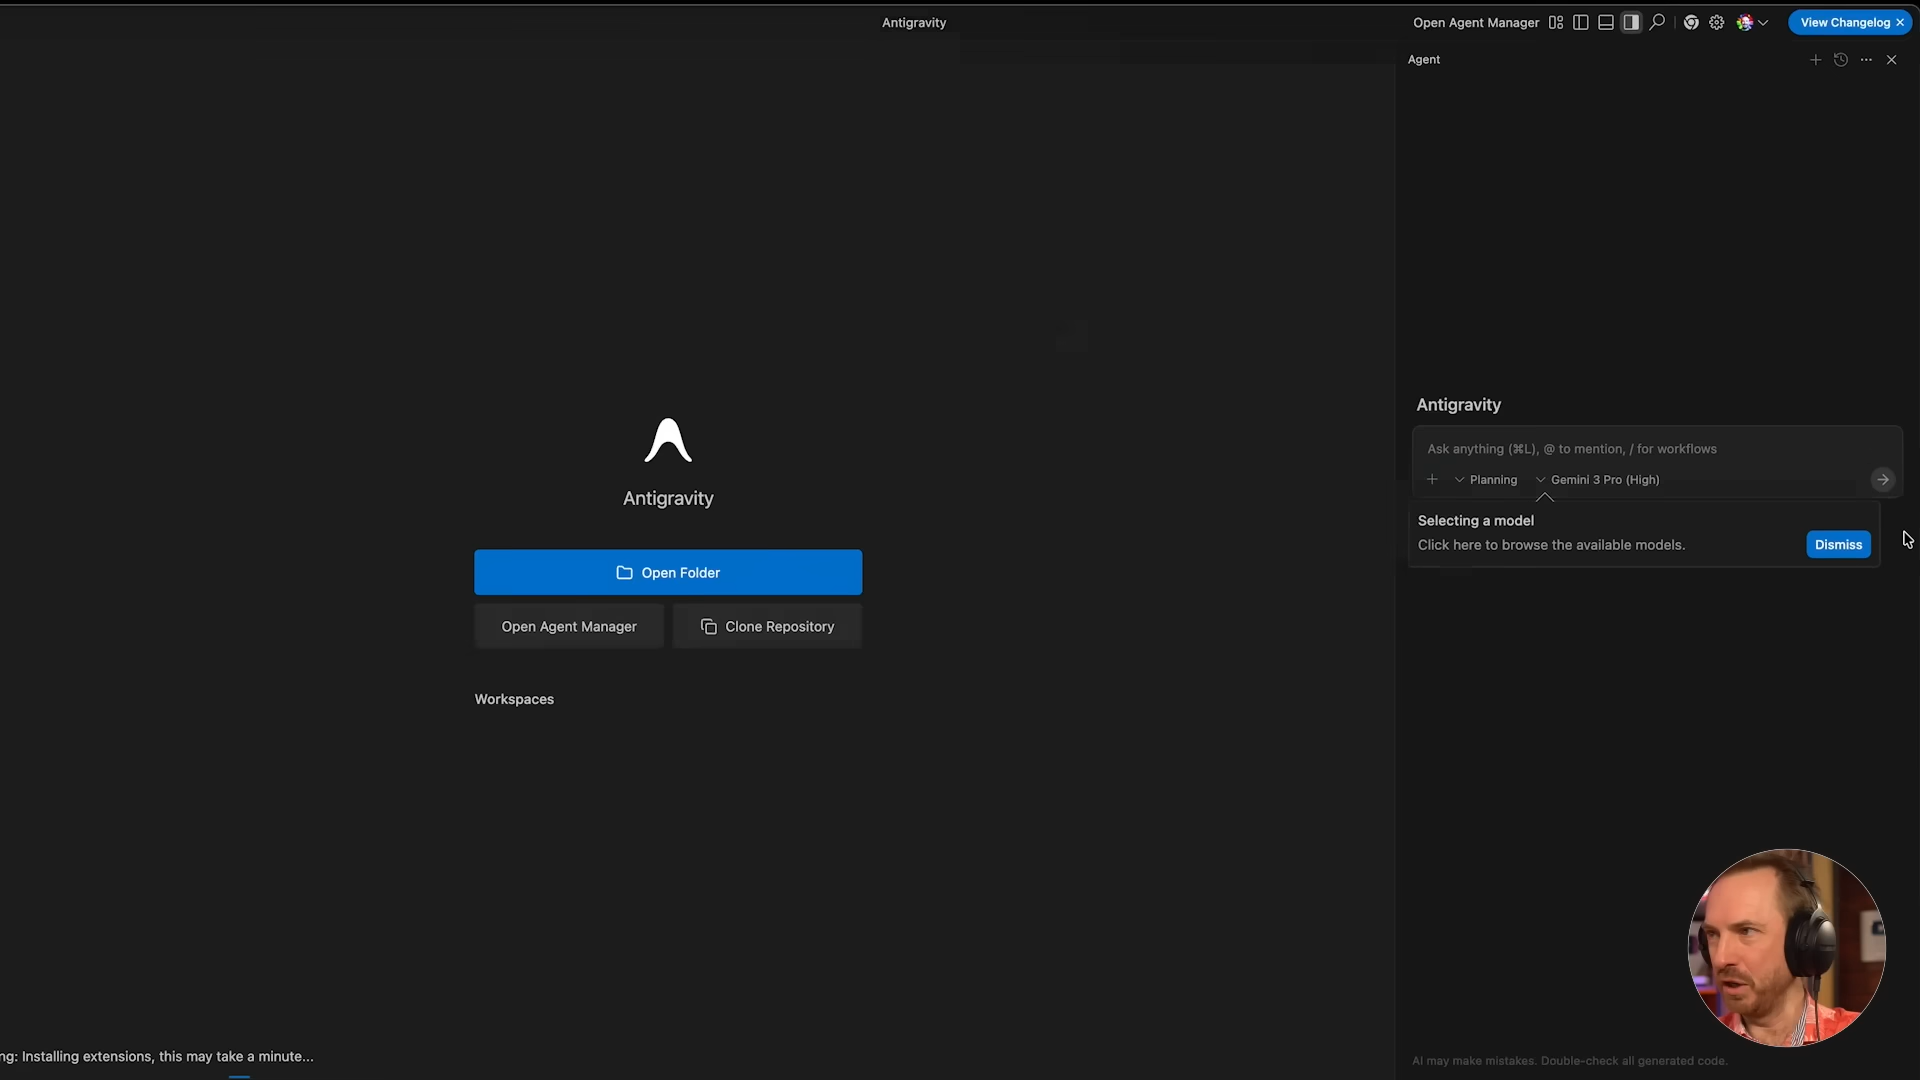 Antigravity
Open Agent Manager
View Changelog
Agent
Antigravity
Ask anything (⌘L), @ to mention, / for workflows
Planning
Gemini 3 Pro (High)
Selecting a model
Click here to browse the available models.
Dismiss
Antigravity
Open Folder
Open Agent Manager
Clone Repository
Workspaces
ng: Installing extensions, this may take a minute...
AI may make mistakes. Double-check all generated code.